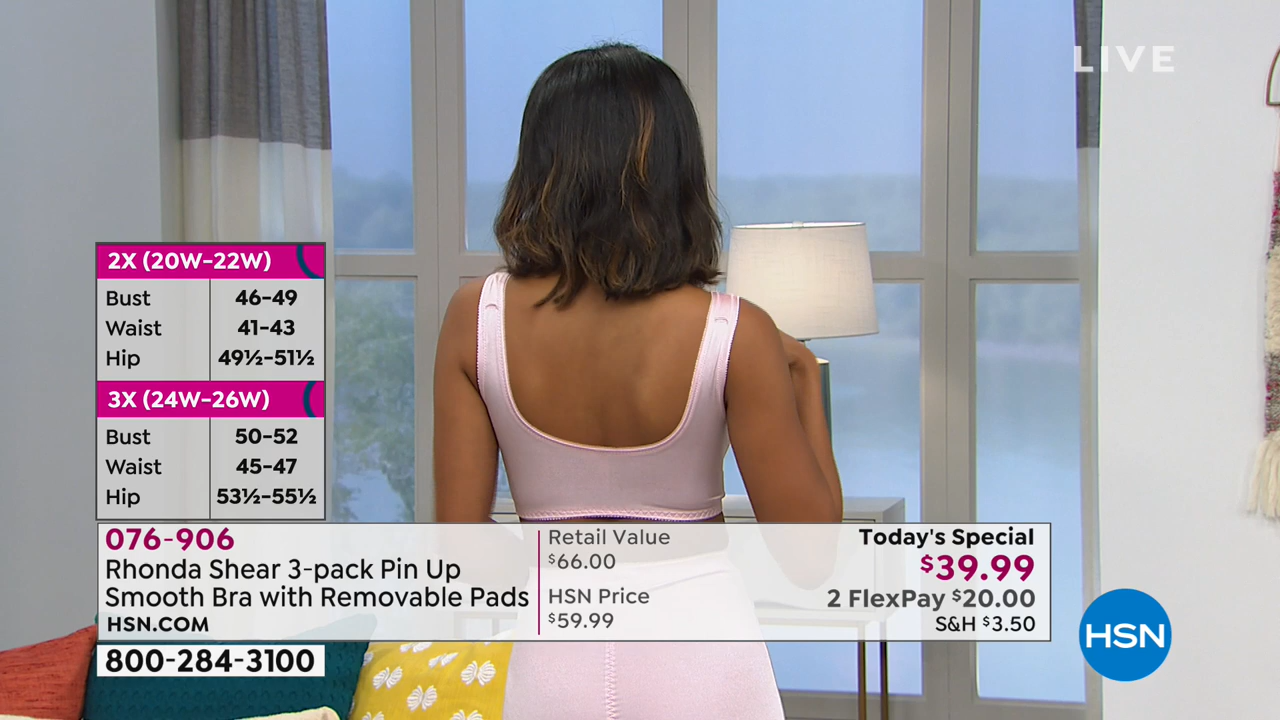 LIVE
2X (20W–22W)
Bust 46–49
Waist 41–43
Hip 49½–51½
3X (24W–26W)
Bust 50–52
Waist 45–47
Hip 53½–55½
076-906
Rhonda Shear 3-pack Pin Up
Smooth Bra with Removable Pads
HSN.COM
Retail Value
$66.00
HSN Price
$59.99
Today's Special
$39.99
2 FlexPay $20.00
S&H $3.50
HSN
800-284-3100